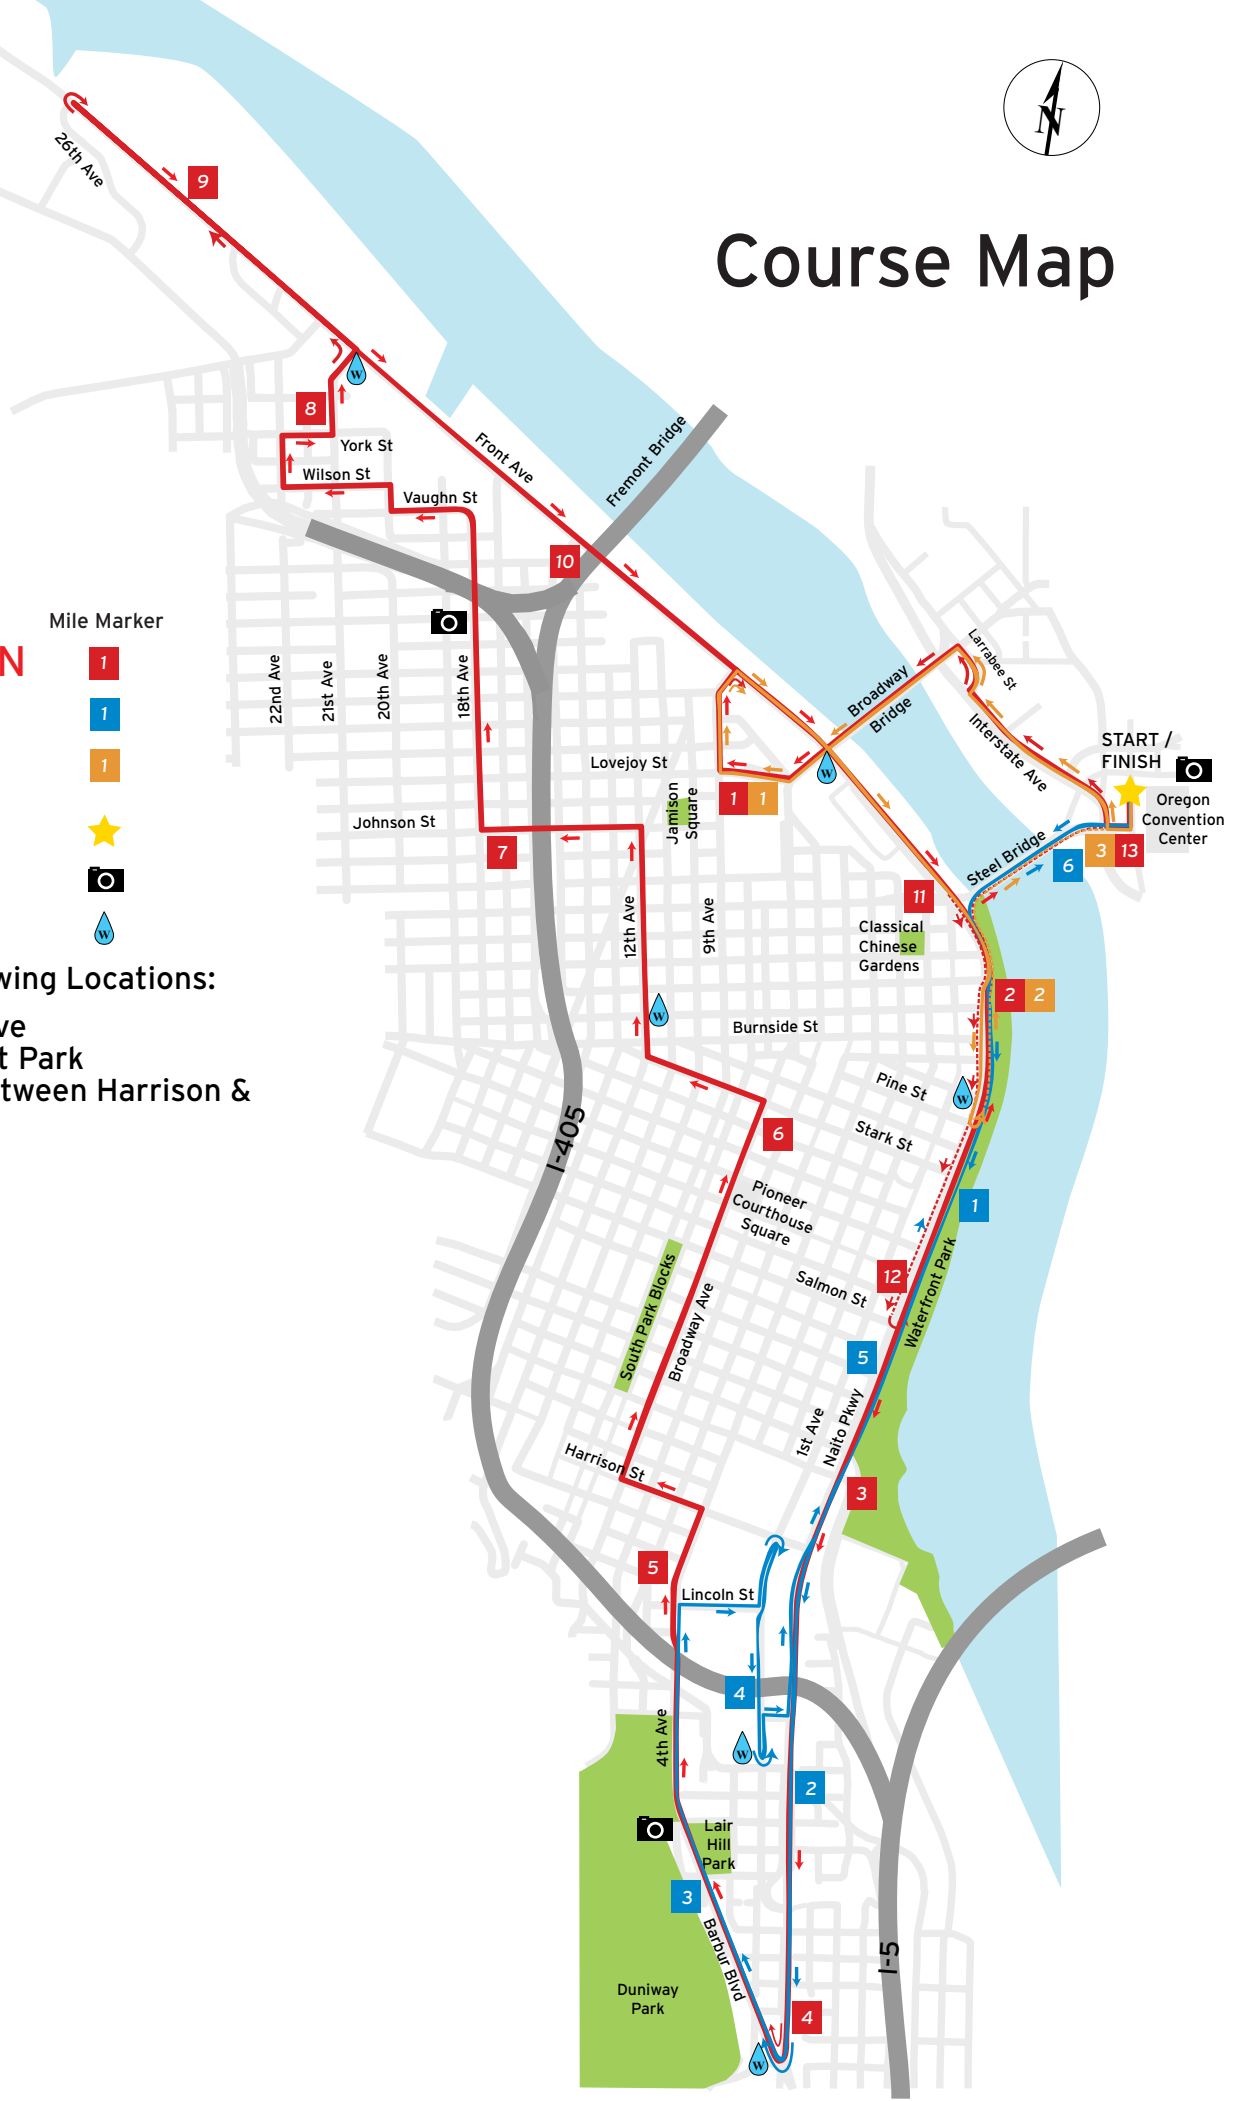 N
Course Map
26th Ave
9
8
York St
Wilson St
Vaughn St
Front Ave
Fremont Bridge
10
Mile Marker
N
1
1
1
wing Locations:
ve
t Park
tween Harrison &
22nd Ave
21st Ave
20th Ave
18th Ave
Larrabee St
Broadway
Bridge
Interstate Ave
START /
FINISH
Oregon
Convention
Center
W
W
Lovejoy St
Jamison
Square
1
1
Johnson St
7
Steel Bridge
6
3
13
11
12th Ave
9th Ave
Classical
Chinese
Gardens
2
2
W
W
Burnside St
Pine St
W
Stark St
6
I-405
Pioneer
Courthouse
Square
1
Salmon St
12
Waterfront Park
South Park Blocks
Broadway Ave
5
1st Ave
Naito Pkwy
Harrison St
3
5
Lincoln St
4
4th Ave
W
2
Lair
Hill
Park
3
Barbur Blvd
I-5
Duniway
Park
4
W